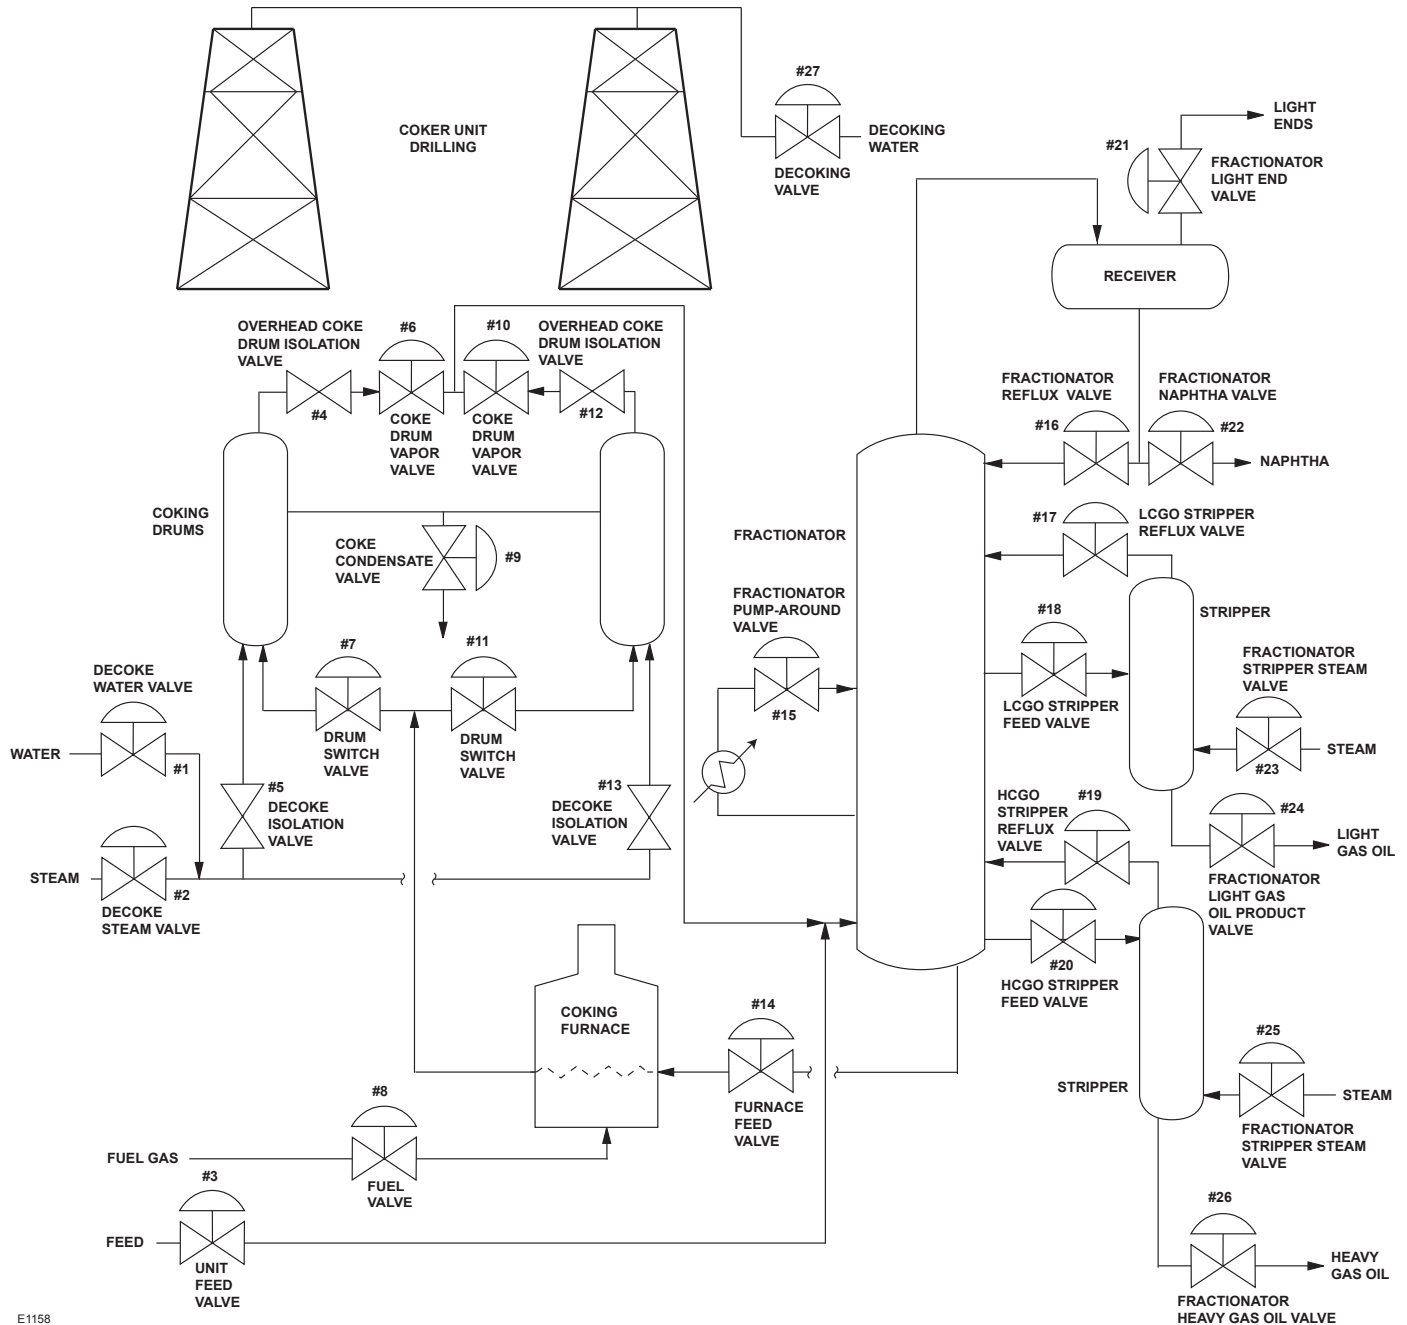 #27
COKER UNIT
DRILLING
DECOKING
WATER
DECOKING
VALVE
LIGHT
ENDS
#21
FRACTIONATOR
LIGHT END
VALVE
RECEIVER
OVERHEAD COKE
DRUM ISOLATION
VALVE
#6
#10
OVERHEAD COKE
DRUM ISOLATION
VALVE
#4
#12
COKE
DRUM
VAPOR
VALVE
COKE
DRUM
VAPOR
VALVE
FRACTIONATOR
REFLUX VALVE
FRACTIONATOR
NAPHTHA VALVE
#16
#22
NAPHTHA
COKING
DRUMS
COKE
CONDENSATE
VALVE
#9
FRACTIONATOR
#17
LCGO STRIPPER
REFLUX VALVE
FRACTIONATOR
PUMP-AROUND
VALVE
#15
#18
LCGO STRIPPER
FEED VALVE
STRIPPER
FRACTIONATOR
STRIPPER STEAM
VALVE
STEAM
#23
#7
#11
DRUM
SWITCH
VALVE
DRUM
SWITCH
VALVE
DECOKE
WATER VALVE
WATER
#1
#5
DECOKE
ISOLATION
VALVE
#13
DECOKE
ISOLATION
VALVE
STEAM
#2
DECOKE
STEAM VALVE
HCGO
STRIPPER
REFLUX
VALVE
#19
#24
LIGHT
GAS OIL
FRACTIONATOR
LIGHT GAS
OIL PRODUCT
VALVE
#20
HCGO STRIPPER
FEED VALVE
COKING
FURNACE
#14
FURNACE
FEED
VALVE
#25
STRIPPER
STEAM
FRACTIONATOR
STRIPPER STEAM
VALVE
#8
FUEL GAS
FUEL
VALVE
#3
FEED
UNIT
FEED
VALVE
#26
HEAVY
GAS OIL
FRACTIONATOR
HEAVY GAS OIL VALVE
E1158